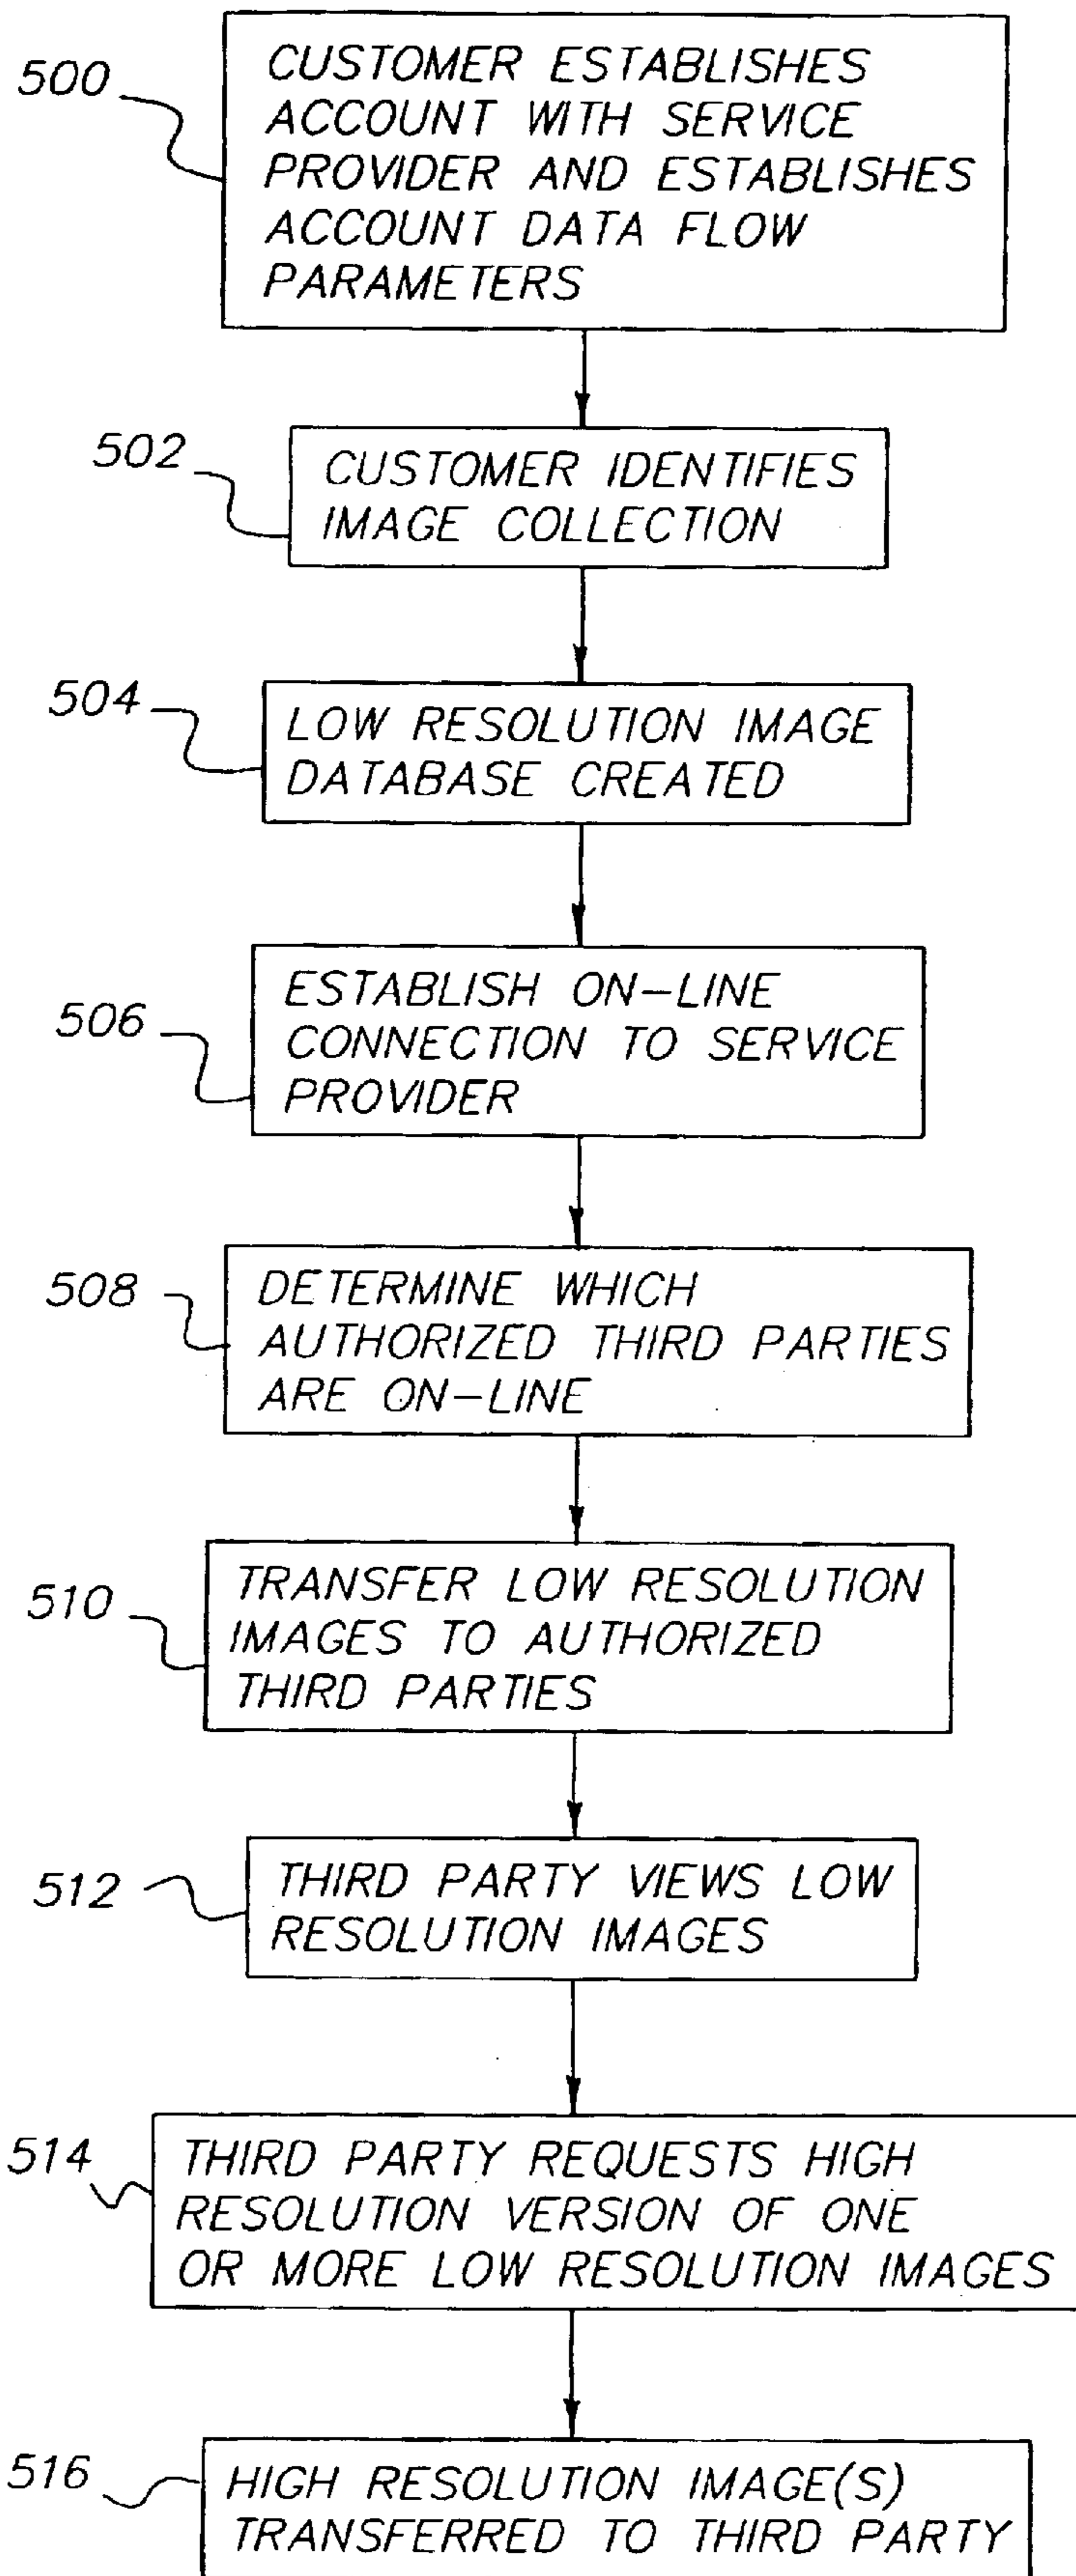 500
CUSTOMER ESTABLISHES
ACCOUNT WITH SERVICE
PROVIDER AND ESTABLISHES
ACCOUNT DATA FLOW
PARAMETERS
502
CUSTOMER IDENTIFIES
IMAGE COLLECTION
504
LOW RESOLUTION IMAGE
DATABASE CREATED
506
ESTABLISH ON-LINE
CONNECTION TO SERVICE
PROVIDER
508
DETERMINE WHICH
AUTHORIZED THIRD PARTIES
ARE ON-LINE
510
TRANSFER LOW RESOLUTION
IMAGES TO AUTHORIZED
THIRD PARTIES
512
THIRD PARTY VIEWS LOW
RESOLUTION IMAGES
514
THIRD PARTY REQUESTS HIGH
RESOLUTION VERSION OF ONE
OR MORE LOW RESOLUTION IMAGES
516
HIGH RESOLUTION IMAGE(S)
TRANSFERRED TO THIRD PARTY